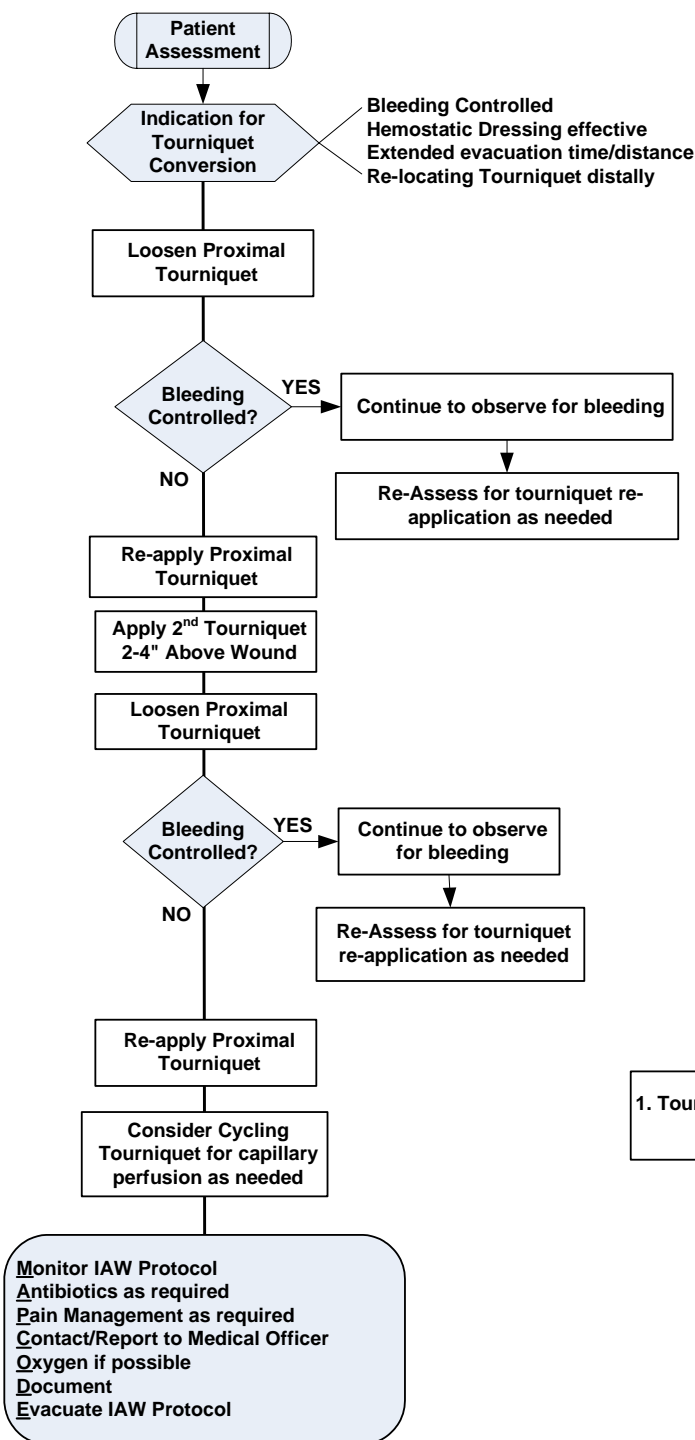 Patient
Assessment
Indication for
Tourniquet
Conversion
Bleeding Controlled
Hemostatic Dressing effective
Extended evacuation time/distance
Re-locating Tourniquet distally
Loosen Proximal
Tourniquet
Bleeding
Controlled?
YES
Continue to observe for bleeding
Re-Assess for tourniquet re-
application as needed
NO
Re-apply Proximal
Tourniquet
Apply 2nd Tourniquet
2-4" Above Wound
Loosen Proximal
Tourniquet
Bleeding
Controlled?
YES
Continue to observe
for bleeding
Re-Assess for tourniquet
re-application as needed
NO
Re-apply Proximal
Tourniquet
Consider Cycling
Tourniquet for capillary
perfusion as needed
1. Tour
Monitor IAW Protocol
Antibiotics as required
Pain Management as required
Contact/Report to Medical Officer
Oxygen if possible
Document
Evacuate IAW Protocol